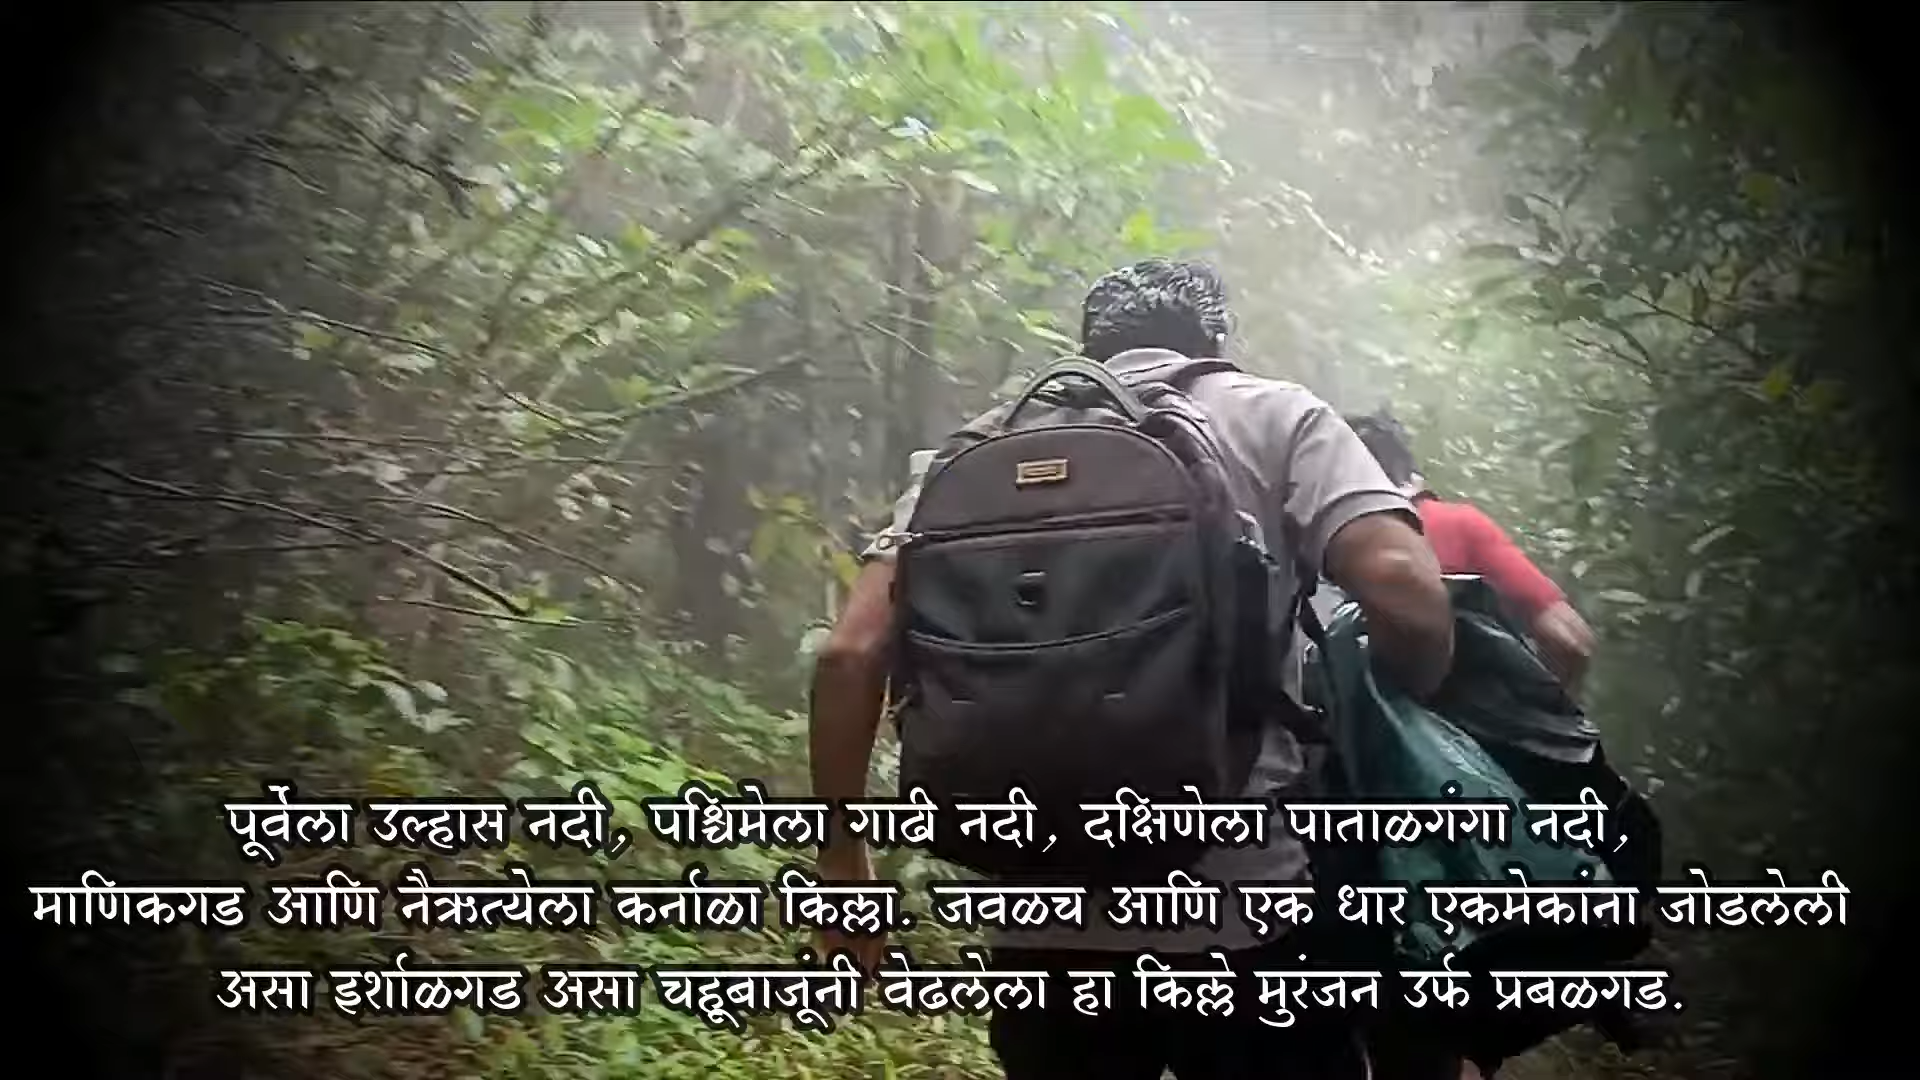 पूर्वेला उल्हास नदी, पश्चिमेला गाढी नदी, दक्षिणेला पाताळगंगा नदी,
माणिकगड आणि नैऋत्येला कर्नाळा किल्ला. जवळच आणि एक धार एकमेकांना जोडलेली
असा इर्शाळगड असा चहूबाजूंनी वेढलेला हा किल्ले मुरंजन उर्फ प्रबळगड.